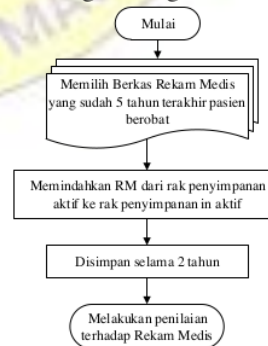 Mulai
Memilih Berkas Rekam Medis
yang sudah 5 tahun terakhir pasien
berobat
Memindahkan RM dari rak penyimpanan
aktif ke rak penyimpanan in aktif
Disimpan selama 2 tahun
Melakukan penilaian
terhadap Rekam Medis